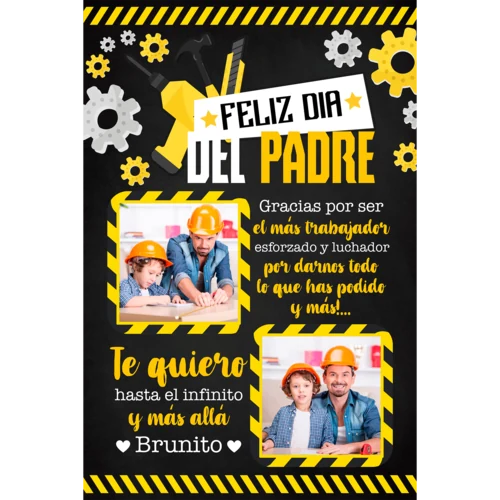 FELIZ DIA
DEL PADRE
Gracias por ser
el más trabajador
esforzado y luchador
por darnos todo
lo que has podido
y más!...
Te quiero
hasta el infinito
y más allá
Brunito